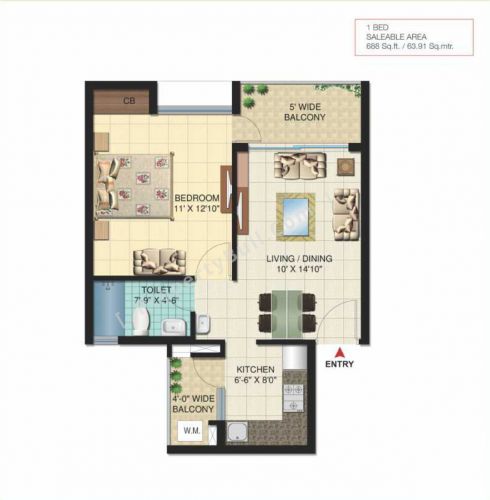 1 BED
SALEABLE AREA
688 Sq.ft. / 63.91 Sq.mtr.
CB
5' WIDE
BALCONY
BEDROOM
11' X 12'10"
LIVING / DINING
10' X 14'10"
TOILET
7' 9" X 4'-6"
KITCHEN
6'-6" X 8'0"
ENTRY
4'-0" WIDE
BALCONY
W.M.